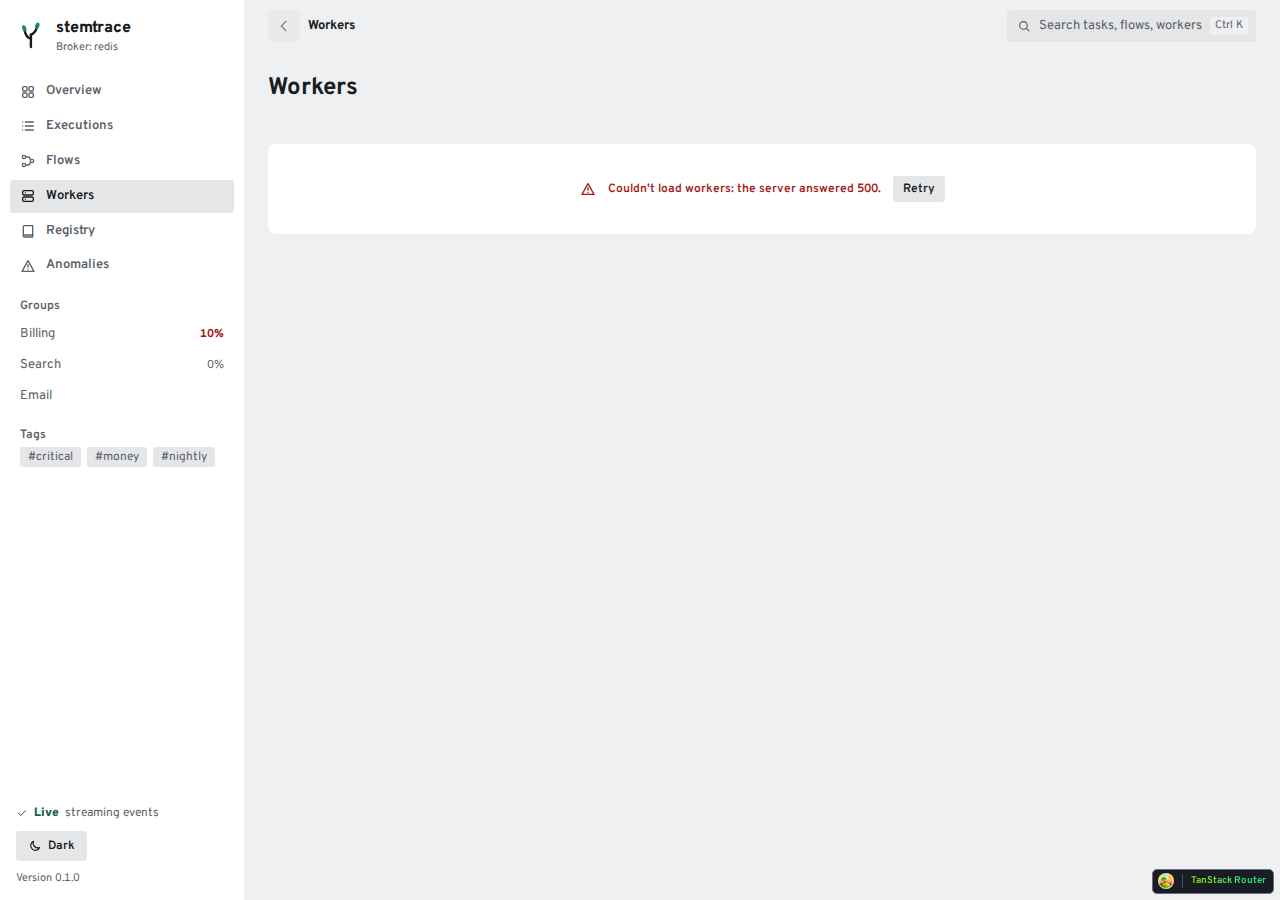 stemtrace
Broker: redis
Overview
Executions
Flows
Workers
Registry
Anomalies
Groups
Billing 10%
Search 0%
Email
Tags
#critical #money #nightly
Live streaming events
Dark
Version 0.1.0
Workers
Search tasks, flows, workers Ctrl K
Workers
Couldn't load workers: the server answered 500. Retry
TanStack Router